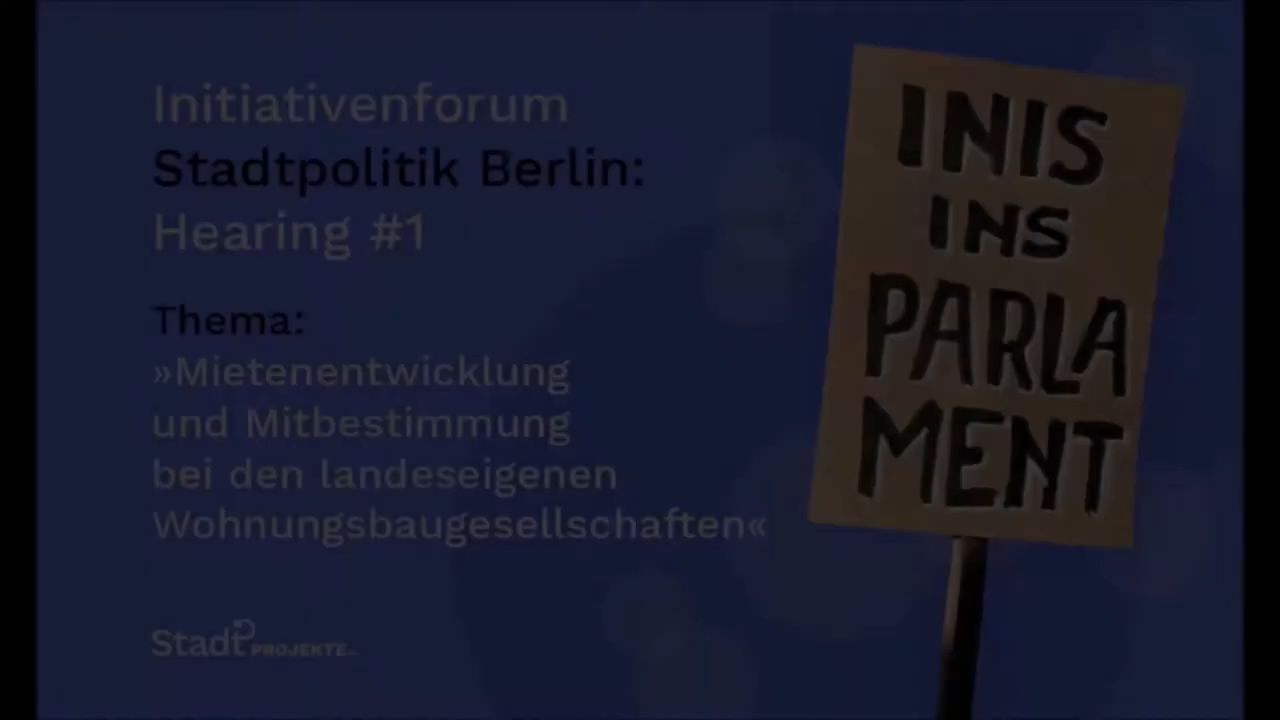 Initiativenforum
Stadtpolitik Berlin:
Hearing #1
Thema:
»Mietenentwicklung
und Mitbestimmung
bei den landeseigenen
Wohnungsbaugesellschaften«
Stadt PROJEKTE
INIS
INS
PARLA
MENT